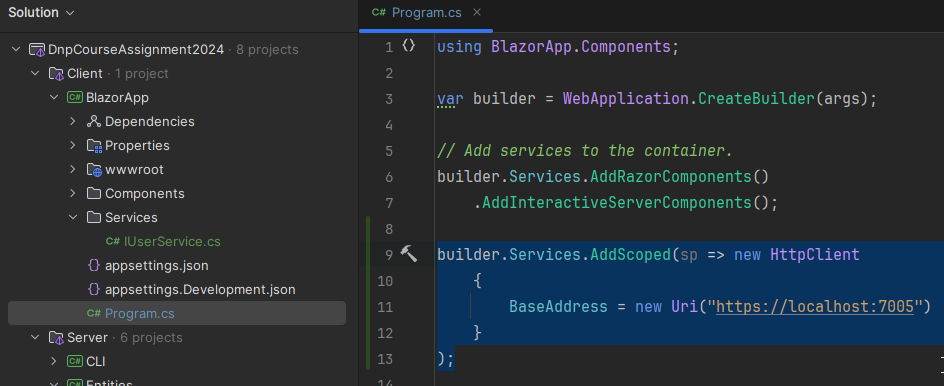 Solution
DnpCourseAssignment2024 · 8 projects
Client · 1 project
C# BlazorApp
Dependencies
Properties
wwwroot
Components
Services
C# IUserService.cs
{} appsettings.json
{} appsettings.Development.json
C# Program.cs
Server · 6 projects
C# CLI
C# Entities
C# Program.cs ×
1 {} using BlazorApp.Components;
2
3 var builder = WebApplication.CreateBuilder(args);
4
5 // Add services to the container.
6 builder.Services.AddRazorComponents()
7 .AddInteractiveServerComponents();
8
9 builder.Services.AddScoped(sp => new HttpClient
10 {
11 BaseAddress = new Uri("https://localhost:7005")
12 }
13 );
14